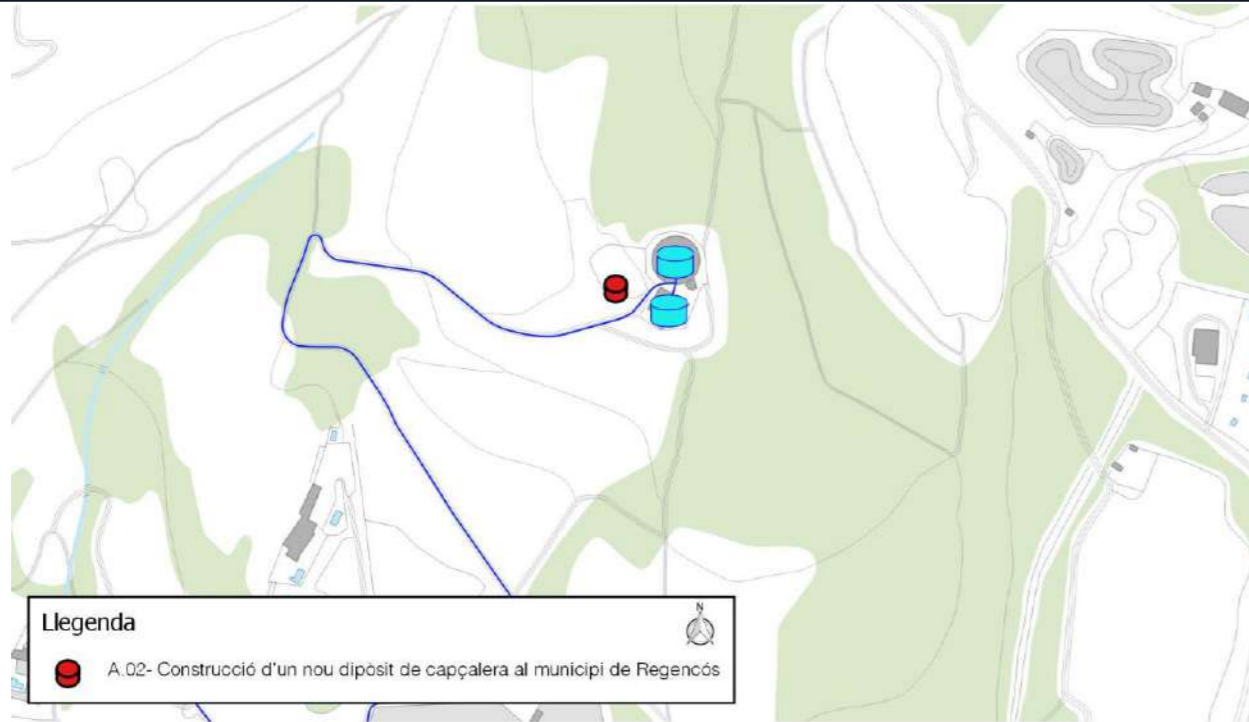 Llegenda
N
A.02- Construcció d'un nou dipòsit de capçalera al municipi de Regencós